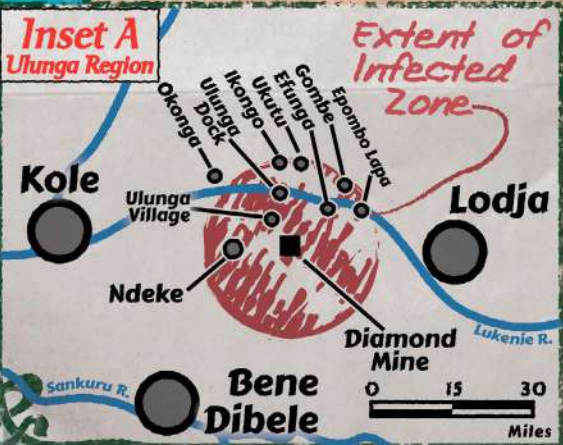 Inset A
Ulunga Region
Extent of
Infected
Zone
Okonga
Ulunga
Dock
Ikongo
Ukutu
Efunga
Gombe
Epombo Lapa
Kole
Ulunga
Village
Lodja
Ndeke
Diamond
Mine
Lukenie R.
Sankuru R.
Bene
Dibele
0 15 30
Miles